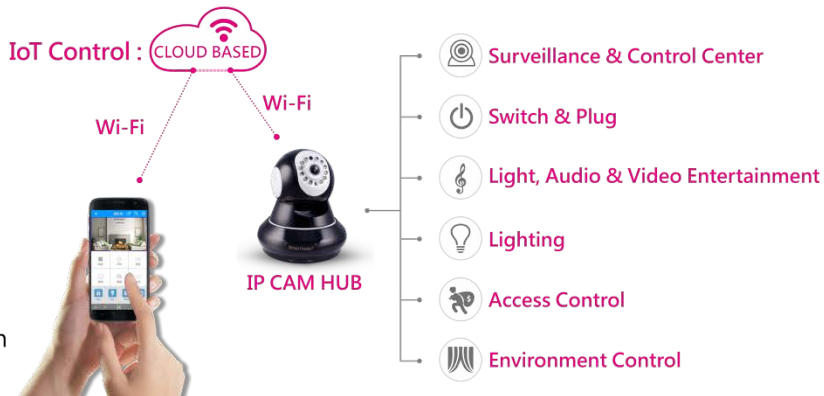 IoT Control :
CLOUD BASED
Wi-Fi
Wi-Fi
IP CAM HUB
Surveillance & Control Center
Switch & Plug
Light, Audio & Video Entertainment
Lighting
Access Control
Environment Control
n